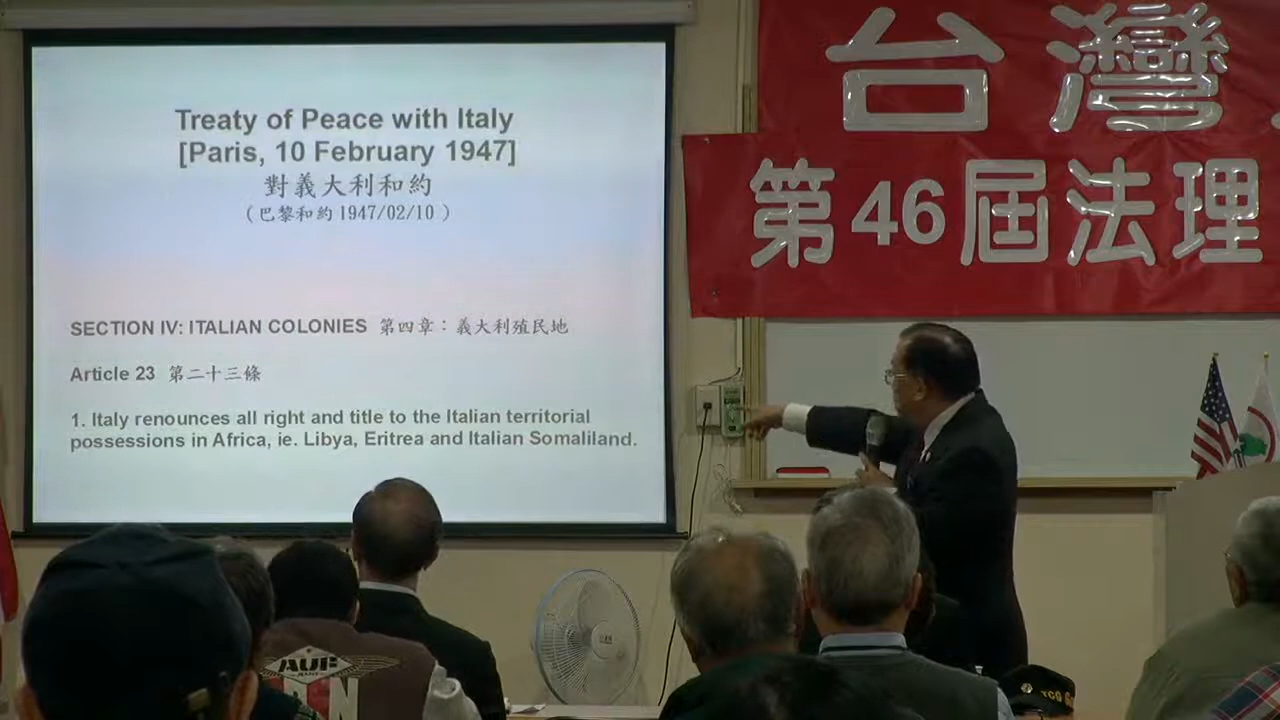 Treaty of Peace with Italy
[Paris, 10 February 1947]
對義大利和約
(巴黎和約 1947/02/10)
SECTION IV: ITALIAN COLONIES 第四章：義大利殖民地
Article 23 第二十三條
1. Italy renounces all right and title to the Italian territorial
possessions in Africa, ie. Libya, Eritrea and Italian Somaliland.
台灣
第46屆法理
TCG